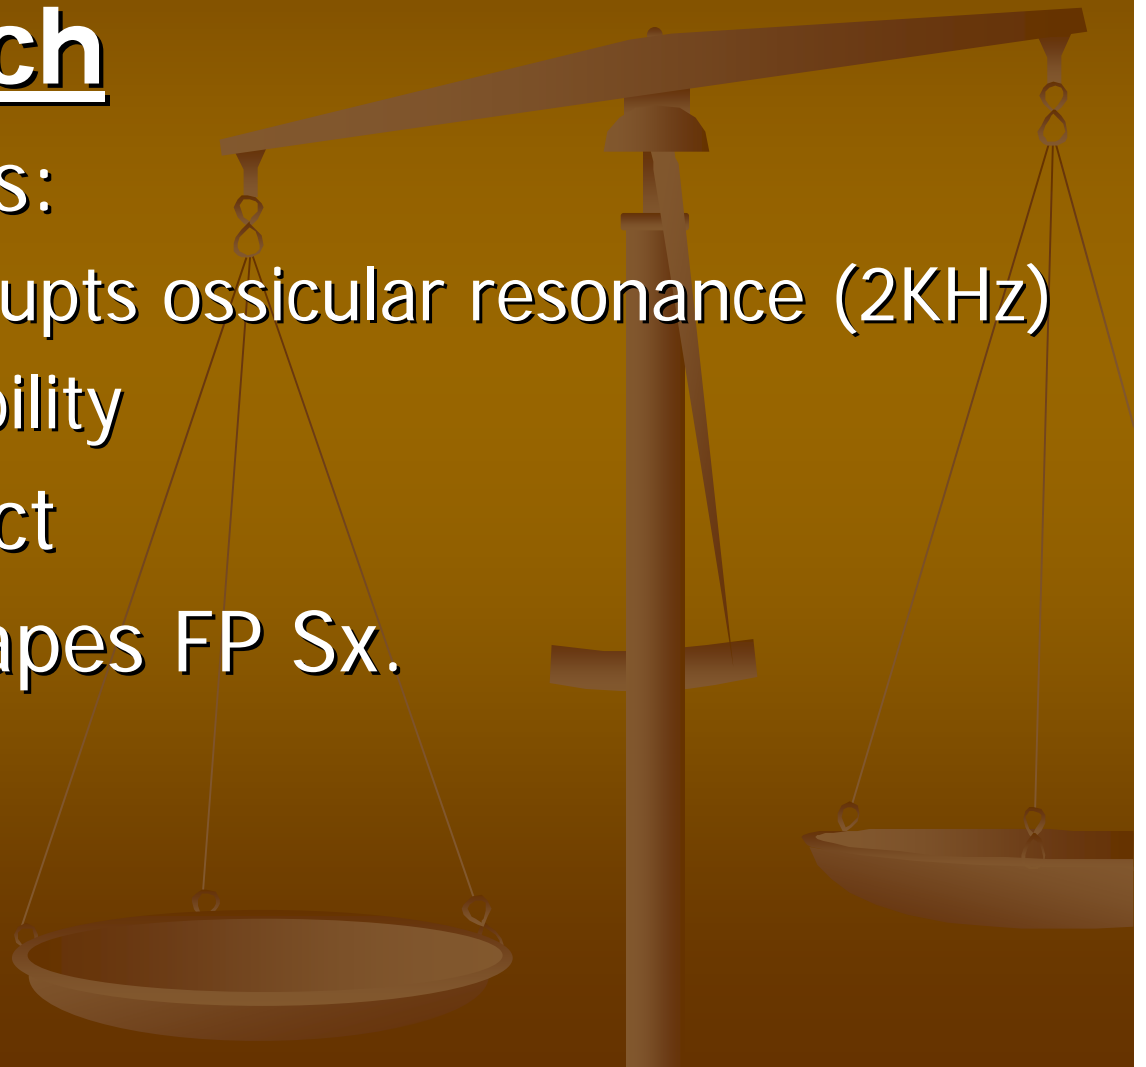 ch
s:
upts ossicular resonance (2KHz)
bility
ct
apes FP Sx.